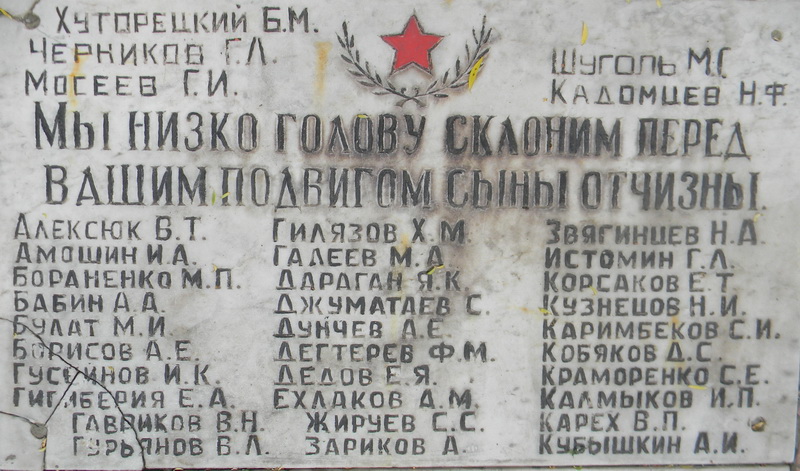 Хуторецкий Б.М.
Черников Г.Л.
Мосеев Г.И.
Шуголь М.С.
Кадомцев Н.Ф.
Мы низко голову склоним перед
вашим подвигом сыны отчизны.
Алексюк В.Т.
Амошин И.А.
Бораненко М.П.
Бабин А.Д.
Булат М.И.
Борисов А.Е.
Гуссейнов И.К.
Гигиберия Е.А.
Гавриков В.Н.
Гурьянов В.Л.
Гилязов Х.М.
Галеев М.А.
Дараган Я.К.
Джуматаев С.
Дунчев Л.Е.
Дегтерев Ф.М.
Дедов Е.Я.
Ехлаков А.М.
Жируев С.С.
Зариков А.
Звягинцев Н.Д.
Истомин Г.Л.
Корсаков Е.Т.
Кузнецов Н.И.
Каримбеков С.И.
Кобяков Д.С.
Краморенко С.Е.
Калмыков И.П.
Карех В.П.
Кубышкин А.И.